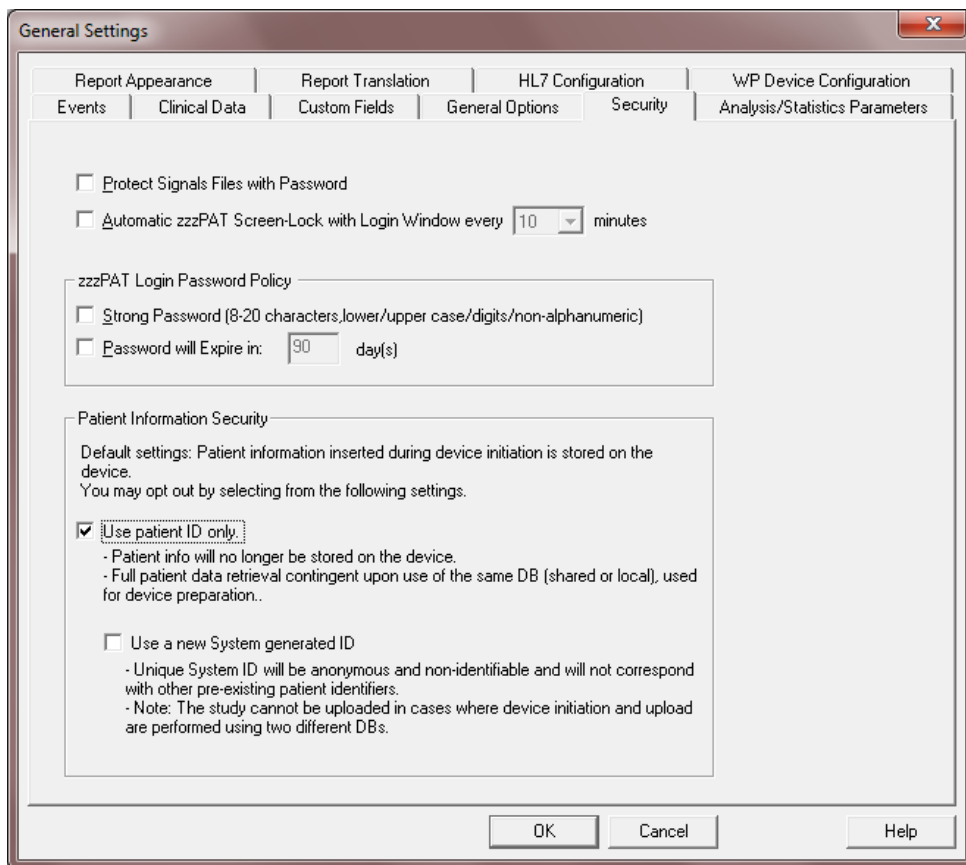 General Settings
Report Appearance Report Translation HL7 Configuration WP Device Configuration
Events Clinical Data Custom Fields General Options Security Analysis/Statistics Parameters
Protect Signals Files with Password
Automatic zzzPAT Screen-Lock with Login Window every 10 minutes
zzzPAT Login Password Policy
Strong Password (8-20 characters,lower/upper case/digits/non-alphanumeric)
Password will Expire in: 90 day(s)
Patient Information Security
Default settings: Patient information inserted during device initiation is stored on the
device.
You may opt out by selecting from the following settings.
Use patient ID only.
- Patient info will no longer be stored on the device.
- Full patient data retrieval contingent upon use of the same DB (shared or local), used
for device preparation..
Use a new System generated ID
- Unique System ID will be anonymous and non-identifiable and will not correspond
with other pre-existing patient identifiers.
- Note: The study cannot be uploaded in cases where device initiation and upload
are performed using two different DBs.
OK Cancel Help